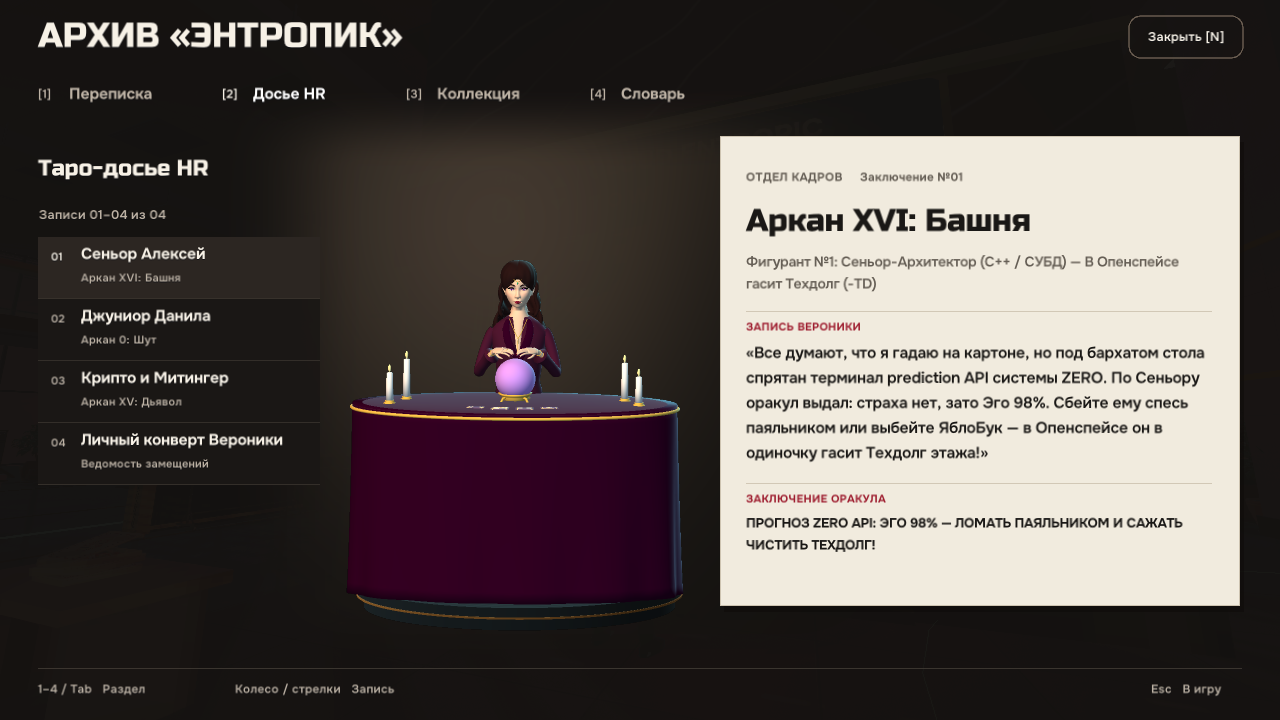 АРХИВ «ЭНТРОПИК»
Закрыть [N]
[1] Переписка
[2] Досье HR
[3] Коллекция
[4] Словарь
Таро-досье HR
Записи 01–04 из 04
01 Сеньор Алексей
Аркан XVI: Башня
02 Джуниор Данила
Аркан 0: Шут
03 Крипто и Митингер
Аркан XV: Дьявол
04 Личный конверт Вероники
Ведомость замещений
ОТДЕЛ КАДРОВ Заключение №01
Аркан XVI: Башня
Фигурант №1: Сеньор-Архитектор (C++ / СУБД) — В Опенспейсе
гасит Техдолг (-TD)
ЗАПИСЬ ВЕРОНИКИ
«Все думают, что я гадаю на картоне, но под бархатом стола
спрятан терминал prediction API системы ZERO. По Сеньору
оракул выдал: страха нет, зато Эго 98%. Сбейте ему спесь
паяльником или выбейте ЯблоБук — в Опенспейсе он в
одиночку гасит Техдолг этажа!»
ЗАКЛЮЧЕНИЕ ОРАКУЛА
ПРОГНОЗ ZERO API: ЭГО 98% — ЛОМАТЬ ПАЯЛЬНИКОМ И САЖАТЬ
ЧИСТИТЬ ТЕХДОЛГ!
1–4 / Tab Раздел
Колесо / стрелки Запись
Esc В игру